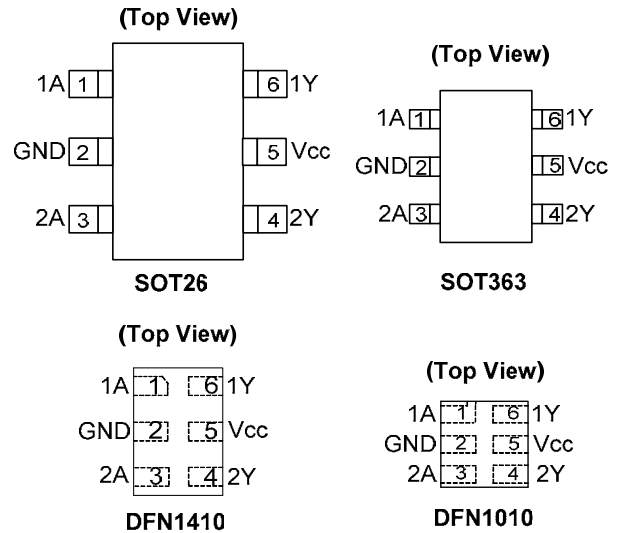 (Top View)
1A 1 6 1Y
GND 2 5 Vcc
2A 3 4 2Y
SOT26
(Top View)
1A 1 6 1Y
GND 2 5 Vcc
2A 3 4 2Y
SOT363
(Top View)
1A 1 6 1Y
GND 2 5 Vcc
2A 3 4 2Y
DFN1410
(Top View)
1A 1 6 1Y
GND 2 5 Vcc
2A 3 4 2Y
DFN1010